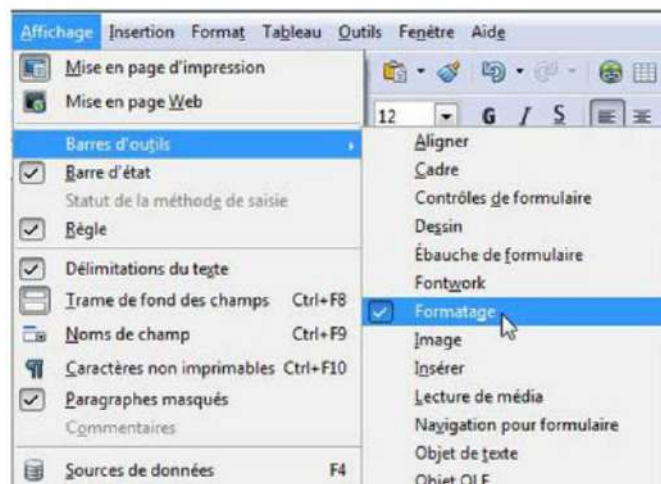 Affichage Insertion Format Tableau Outils Fenêtre Aide
Mise en page d'impression
Mise en page Web
12 G I S
Barres d'outils
Barre d'état
Statut de la méthode de saisie
Règle
Délimitations du texte
Trame de fond des champs Ctrl+F8
Noms de champ Ctrl+F9
Caractères non imprimables Ctrl+F10
Paragraphes masqués
Commentaires
Sources de données F4
Aligner
Cadre
Contrôles de formulaire
Dessin
Ébauche de formulaire
Fontwork
Formatage
Image
Insérer
Lecture de média
Navigation pour formulaire
Objet de texte
Objet OLE